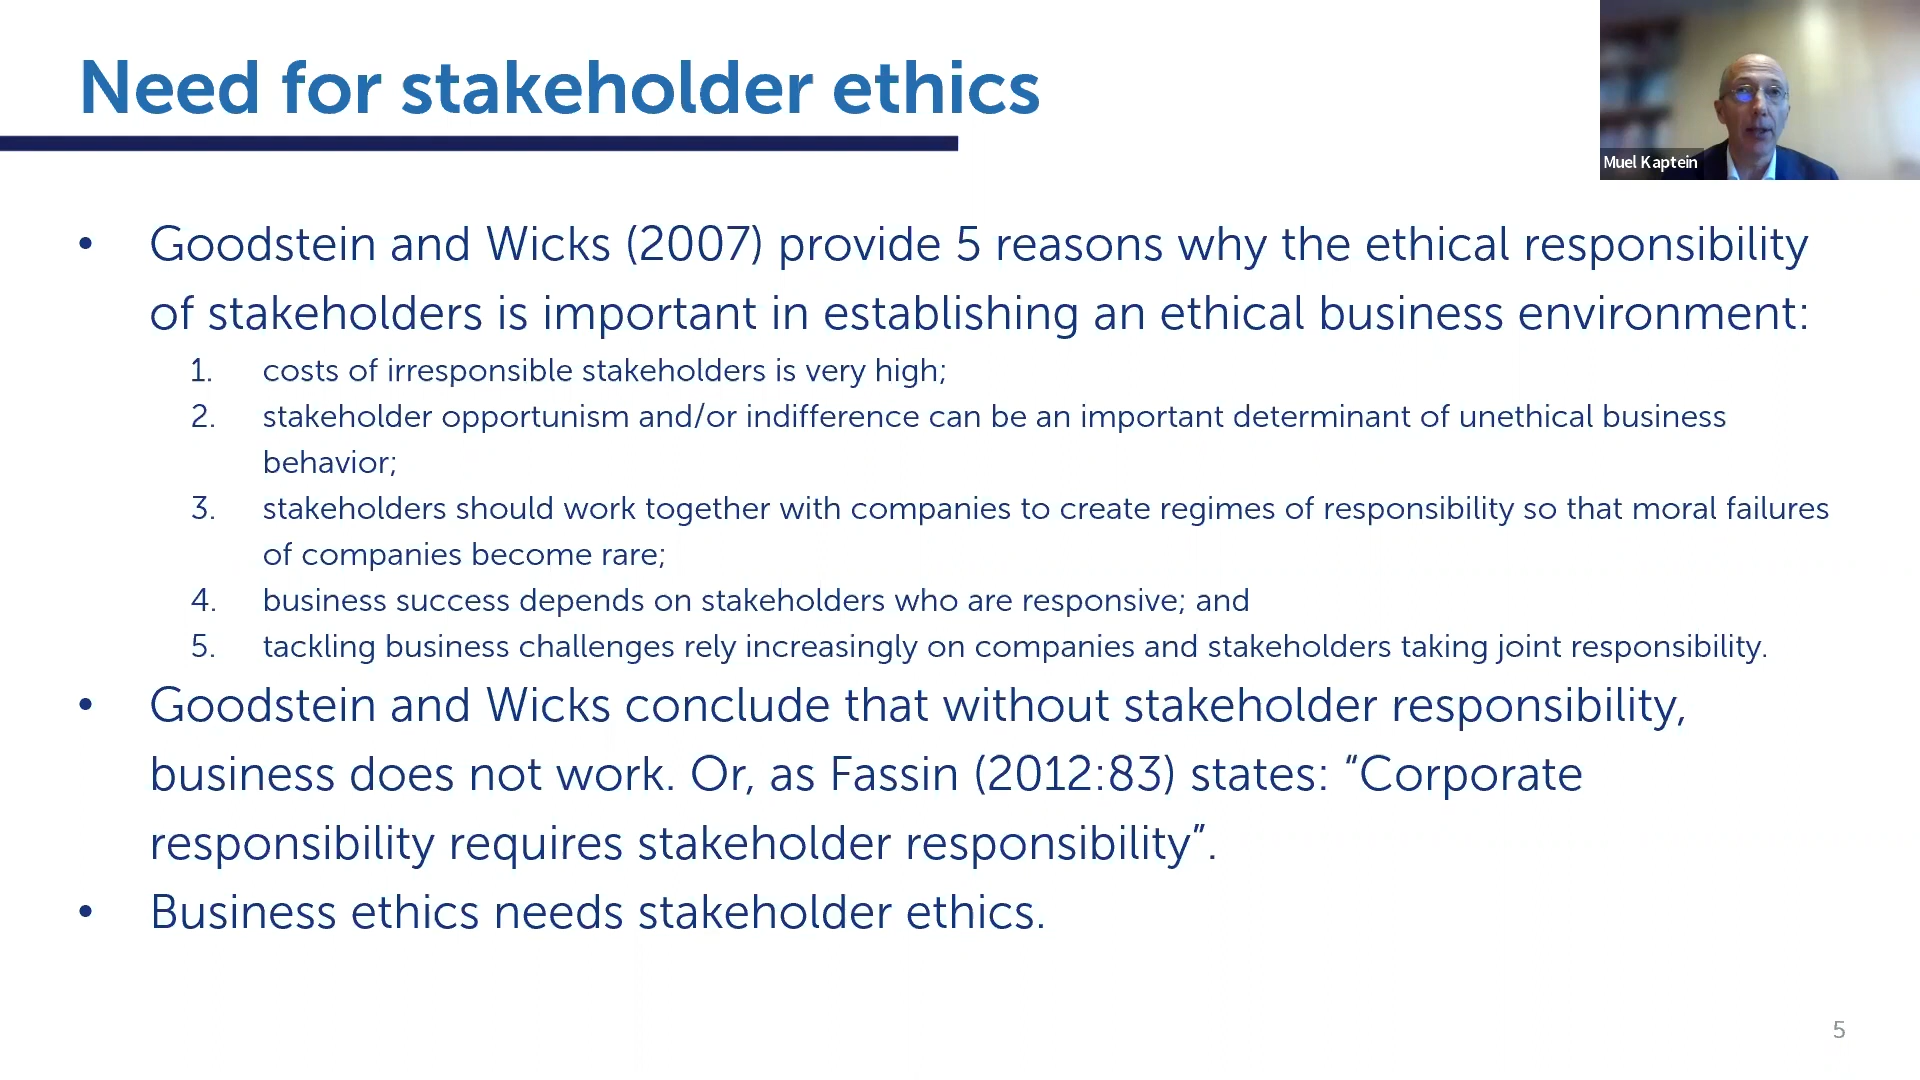 Need for stakeholder ethics
Muel Kaptein
• Goodstein and Wicks (2007) provide 5 reasons why the ethical responsibility
of stakeholders is important in establishing an ethical business environment:
1. costs of irresponsible stakeholders is very high;
2. stakeholder opportunism and/or indifference can be an important determinant of unethical business
behavior;
3. stakeholders should work together with companies to create regimes of responsibility so that moral failures
of companies become rare;
4. business success depends on stakeholders who are responsive; and
5. tackling business challenges rely increasingly on companies and stakeholders taking joint responsibility.
• Goodstein and Wicks conclude that without stakeholder responsibility,
business does not work. Or, as Fassin (2012:83) states: “Corporate
responsibility requires stakeholder responsibility”.
• Business ethics needs stakeholder ethics.
5